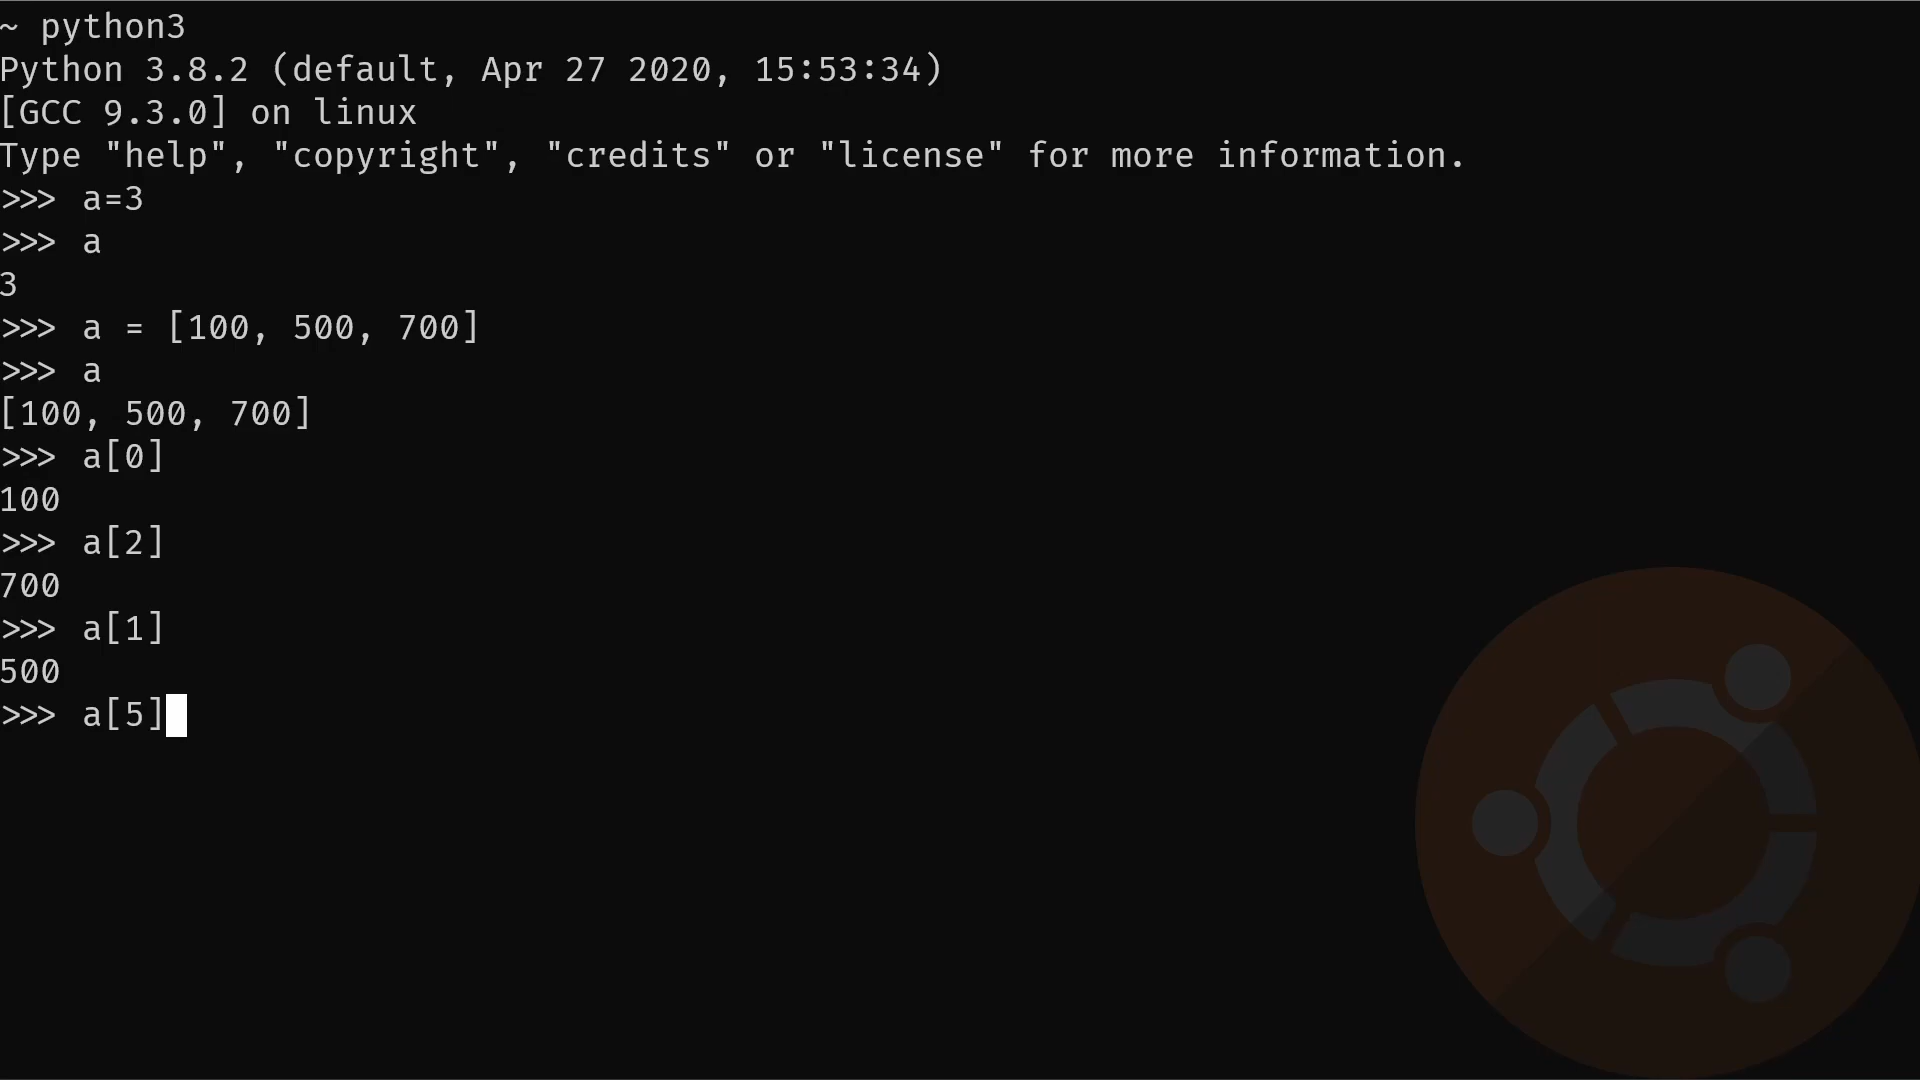 ~ python3
Python 3.8.2 (default, Apr 27 2020, 15:53:34)
[GCC 9.3.0] on linux
Type "help", "copyright", "credits" or "license" for more information.
>>> a=3
>>> a
3
>>> a = [100, 500, 700]
>>> a
[100, 500, 700]
>>> a[0]
100
>>> a[2]
700
>>> a[1]
500
>>> a[5]